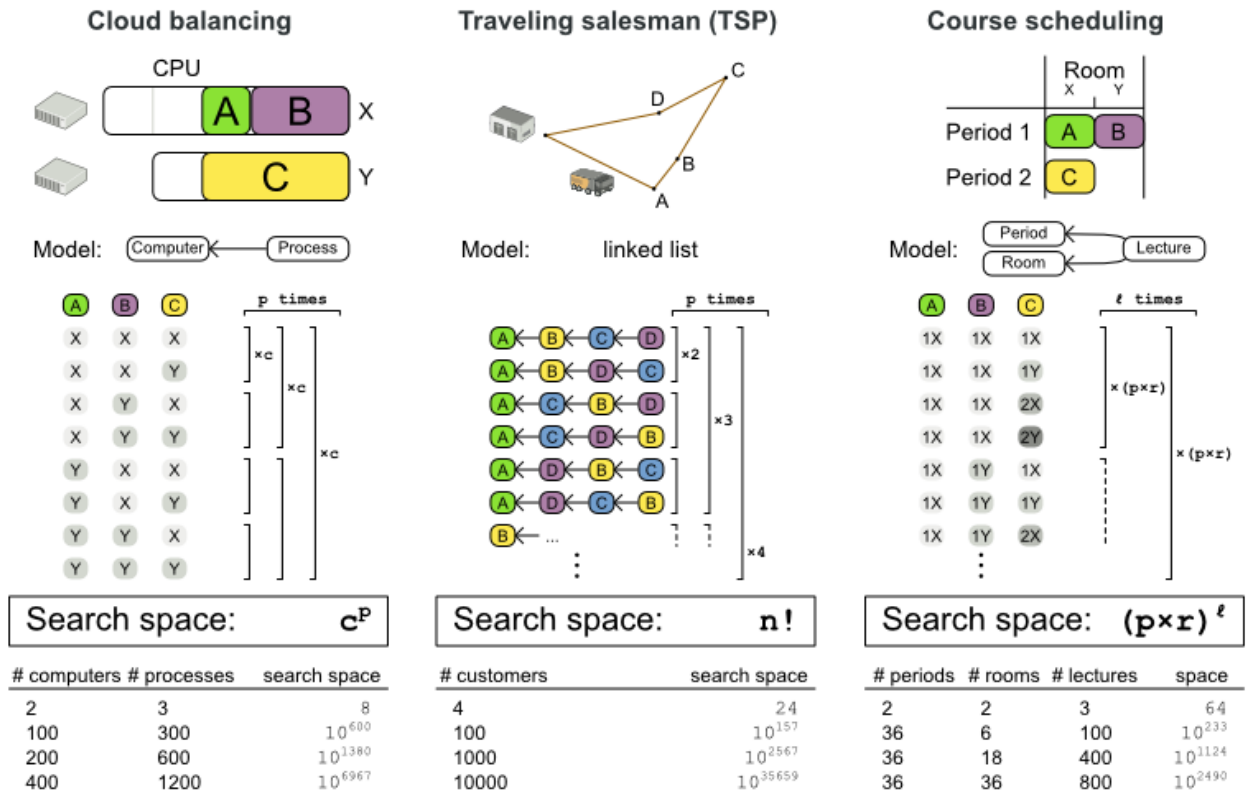 Cloud balancing
CPU
A B X
C Y
Model: Computer Process
A B C p times
X X X
X X Y ×c
X Y X ×c
X Y Y
Y X X ×c
Y X Y
Y Y X
Y Y Y
Search space: c^p
# computers # processes search space
2 3 8
100 300 10^600
200 600 10^1380
400 1200 10^6967
Traveling salesman (TSP)
C
D
B
A
Model: linked list
p times
A B C D
A B D C ×2
A C B D
A C D B ×3
A D B C
A D C B
B ... ×4
⋮
Search space: n!
# customers search space
4 24
100 10^157
1000 10^2567
10000 10^35659
Course scheduling
Room
X Y
Period 1 A B
Period 2 C
Model: Period Room Lecture
A B C ℓ times
1X 1X 1X
1X 1X 1Y
1X 1X 2X ×(p×r)
1X 1X 2Y
1X 1Y 1X ×(p×r)
1X 1Y 1Y
1X 1Y 2X
⋮
Search space: (p×r)^ℓ
# periods # rooms # lectures space
2 2 3 64
36 6 100 10^233
36 18 400 10^1124
36 36 800 10^2490